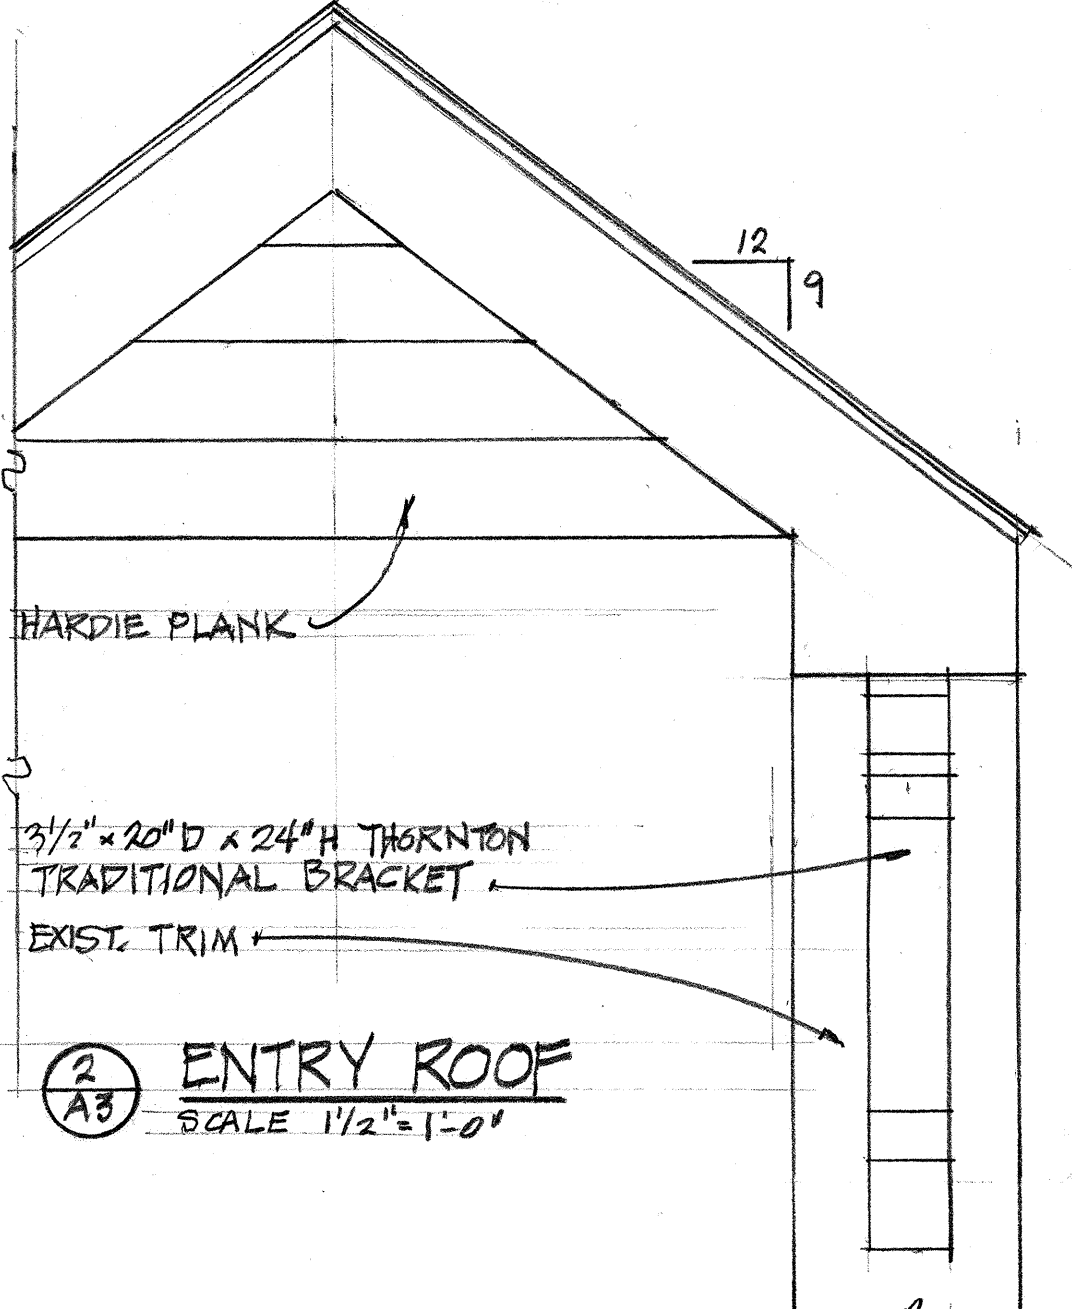 12
9
HARDIE PLANK
3 1/2" x 20" D x 24" H THORNTON
TRADITIONAL BRACKET
EXIST. TRIM
2
A3
ENTRY ROOF
SCALE 1 1/2" = 1'-0"